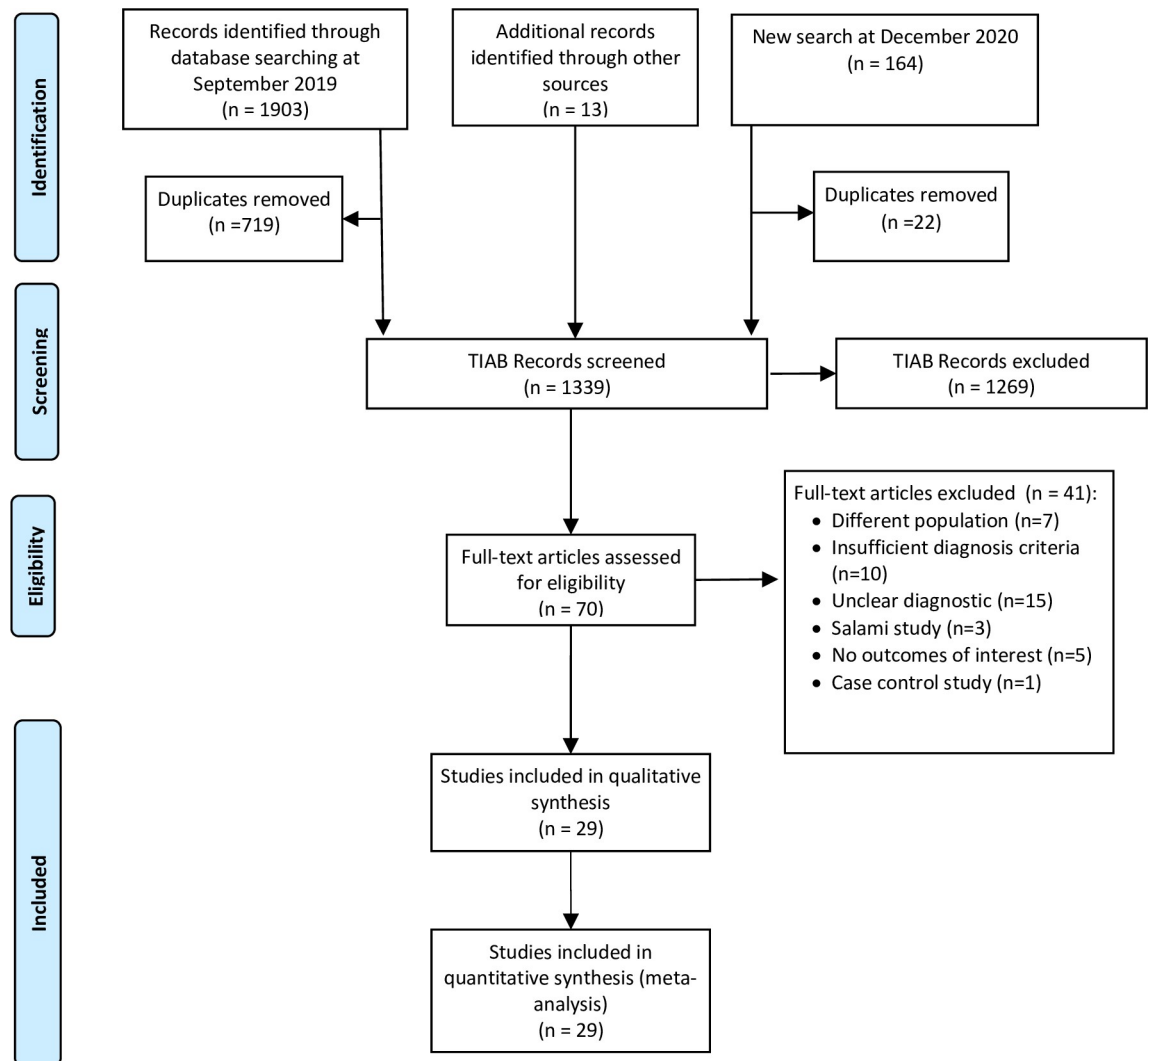 Identification
Records identified through
database searching at
September 2019
(n = 1903)
Additional records
identified through other
sources
(n = 13)
New search at December 2020
(n = 164)
Duplicates removed
(n =719)
Duplicates removed
(n =22)
Screening
TIAB Records screened
(n = 1339)
TIAB Records excluded
(n = 1269)
Eligibility
Full-text articles assessed
for eligibility
(n = 70)
Full-text articles excluded (n = 41):
• Different population (n=7)
• Insufficient diagnosis criteria
(n=10)
• Unclear diagnostic (n=15)
• Salami study (n=3)
• No outcomes of interest (n=5)
• Case control study (n=1)
Included
Studies included in qualitative
synthesis
(n = 29)
Studies included in
quantitative synthesis (meta-
analysis)
(n = 29)